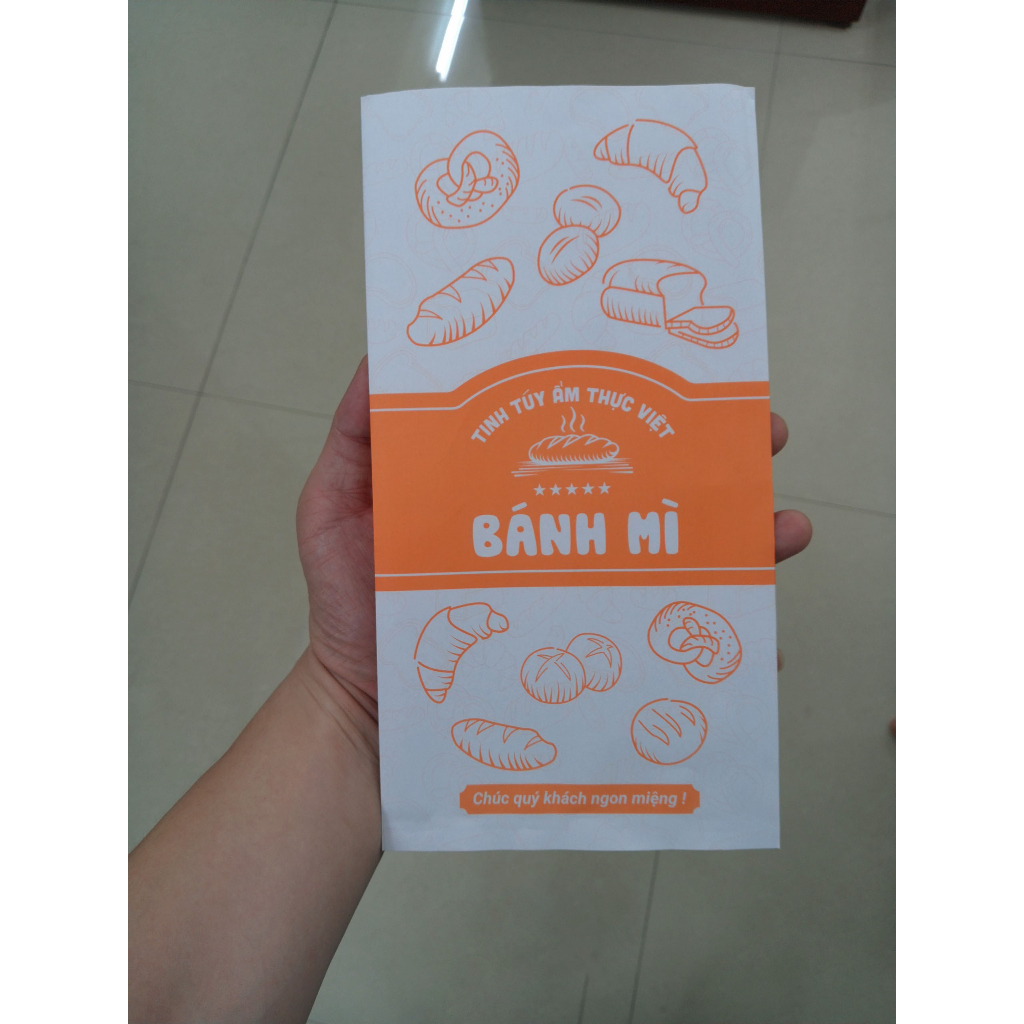 TINH TÚY ẨM THỰC VIỆT
BÁNH MÌ
Chúc quý khách ngon miệng !